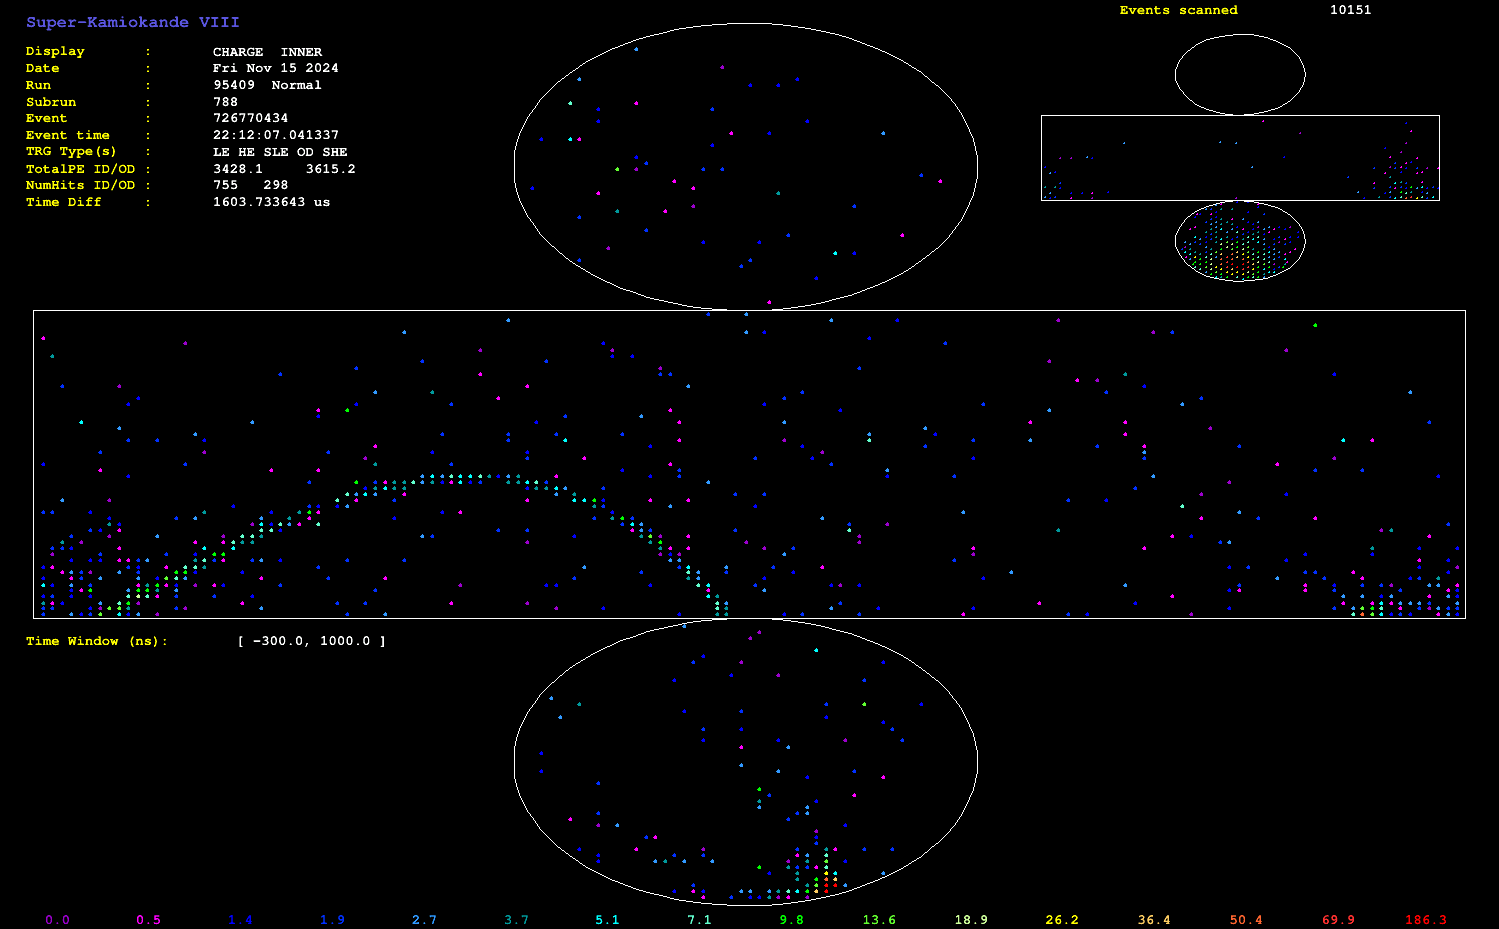 Super-Kamiokande VIII
Events scanned 10151
Display : CHARGE INNER
Date : Fri Nov 15 2024
Run : 95409 Normal
Subrun : 788
Event : 726770434
Event time : 22:12:07.041337
TRG Type(s) : LE HE SLE OD SHE
TotalPE ID/OD : 3428.1 3615.2
NumHits ID/OD : 755 298
Time Diff : 1603.733643 us
Time Window (ns): [ -300.0, 1000.0 ]
0.0 0.5 1.4 1.9 2.7 3.7 5.1 7.1 9.8 13.6 18.9 26.2 36.4 50.4 69.9 186.3